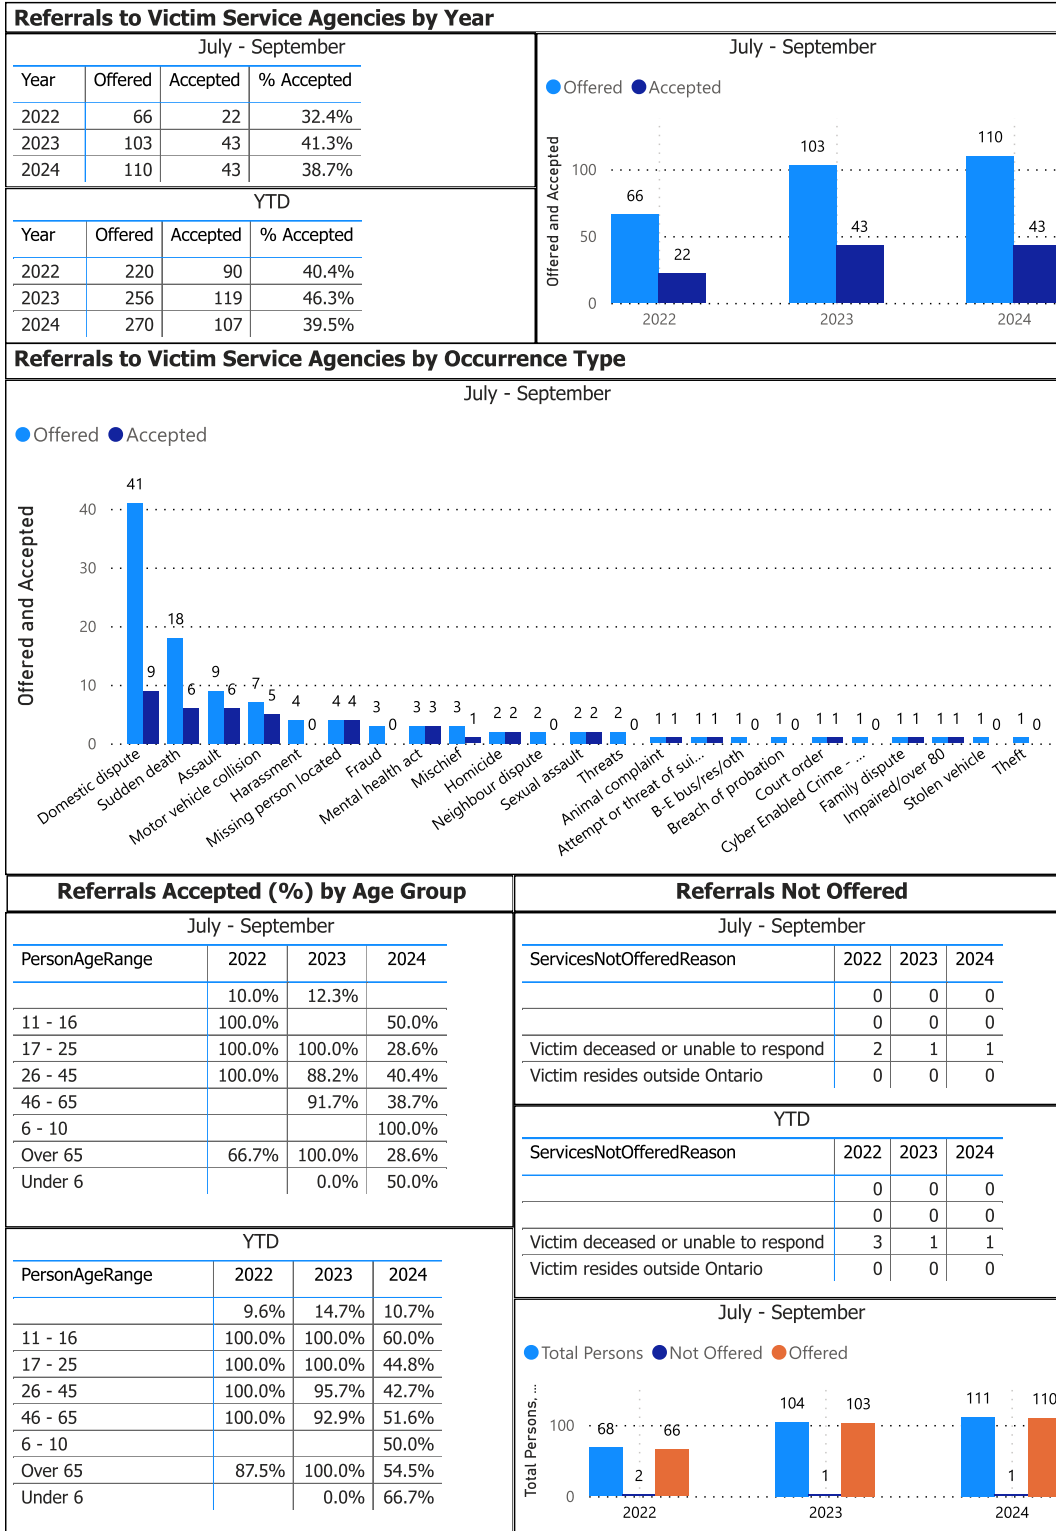 Referrals to Victim Service Agencies by Year
July - September
Year Offered Accepted % Accepted
2022 66 22 32.4%
2023 103 43 41.3%
2024 110 43 38.7%
YTD
Year Offered Accepted % Accepted
2022 220 90 40.4%
2023 256 119 46.3%
2024 270 107 39.5%
July - September
Offered Accepted
Offered and Accepted
100
50
0
66 22 103 43 110 43
2022 2023 2024
Referrals to Victim Service Agencies by Occurrence Type
July - September
Offered Accepted
Offered and Accepted
40
30
20
10
0
41 9 18 6 9 6 7 5 4 0 4 4 3 0 3 3 3 1 2 2 2 0 2 2 2 0 1 1 1 1 1 0 1 0 1 1 1 0 1 1 1 1 1 0 1 0
Domestic dispute
Sudden death
Assault
Motor vehicle collision
Harassment
Missing person located
Fraud
Mental health act
Mischief
Homicide
Neighbour dispute
Sexual assault
Threats
Animal complaint
Attempt or threat of sui...
B-E bus/res/oth
Breach of probation
Court order
Cyber Enabled Crime - ...
Family dispute
Impaired/over 80
Stolen vehicle
Theft
Referrals Accepted (%) by Age Group
July - September
PersonAgeRange 2022 2023 2024
10.0% 12.3%
11 - 16 100.0% 50.0%
17 - 25 100.0% 100.0% 28.6%
26 - 45 100.0% 88.2% 40.4%
46 - 65 91.7% 38.7%
6 - 10 100.0%
Over 65 66.7% 100.0% 28.6%
Under 6 0.0% 50.0%
YTD
PersonAgeRange 2022 2023 2024
9.6% 14.7% 10.7%
11 - 16 100.0% 100.0% 60.0%
17 - 25 100.0% 100.0% 44.8%
26 - 45 100.0% 95.7% 42.7%
46 - 65 100.0% 92.9% 51.6%
6 - 10 50.0%
Over 65 87.5% 100.0% 54.5%
Under 6 0.0% 66.7%
Referrals Not Offered
July - September
ServicesNotOfferedReason 2022 2023 2024
0 0 0
0 0 0
Victim deceased or unable to respond 2 1 1
Victim resides outside Ontario 0 0 0
YTD
ServicesNotOfferedReason 2022 2023 2024
0 0 0
0 0 0
Victim deceased or unable to respond 3 1 1
Victim resides outside Ontario 0 0 0
July - September
Total Persons Not Offered Offered
Total Persons, ...
100
0
68 2 66 104 1 103 111 1 110
2022 2023 2024